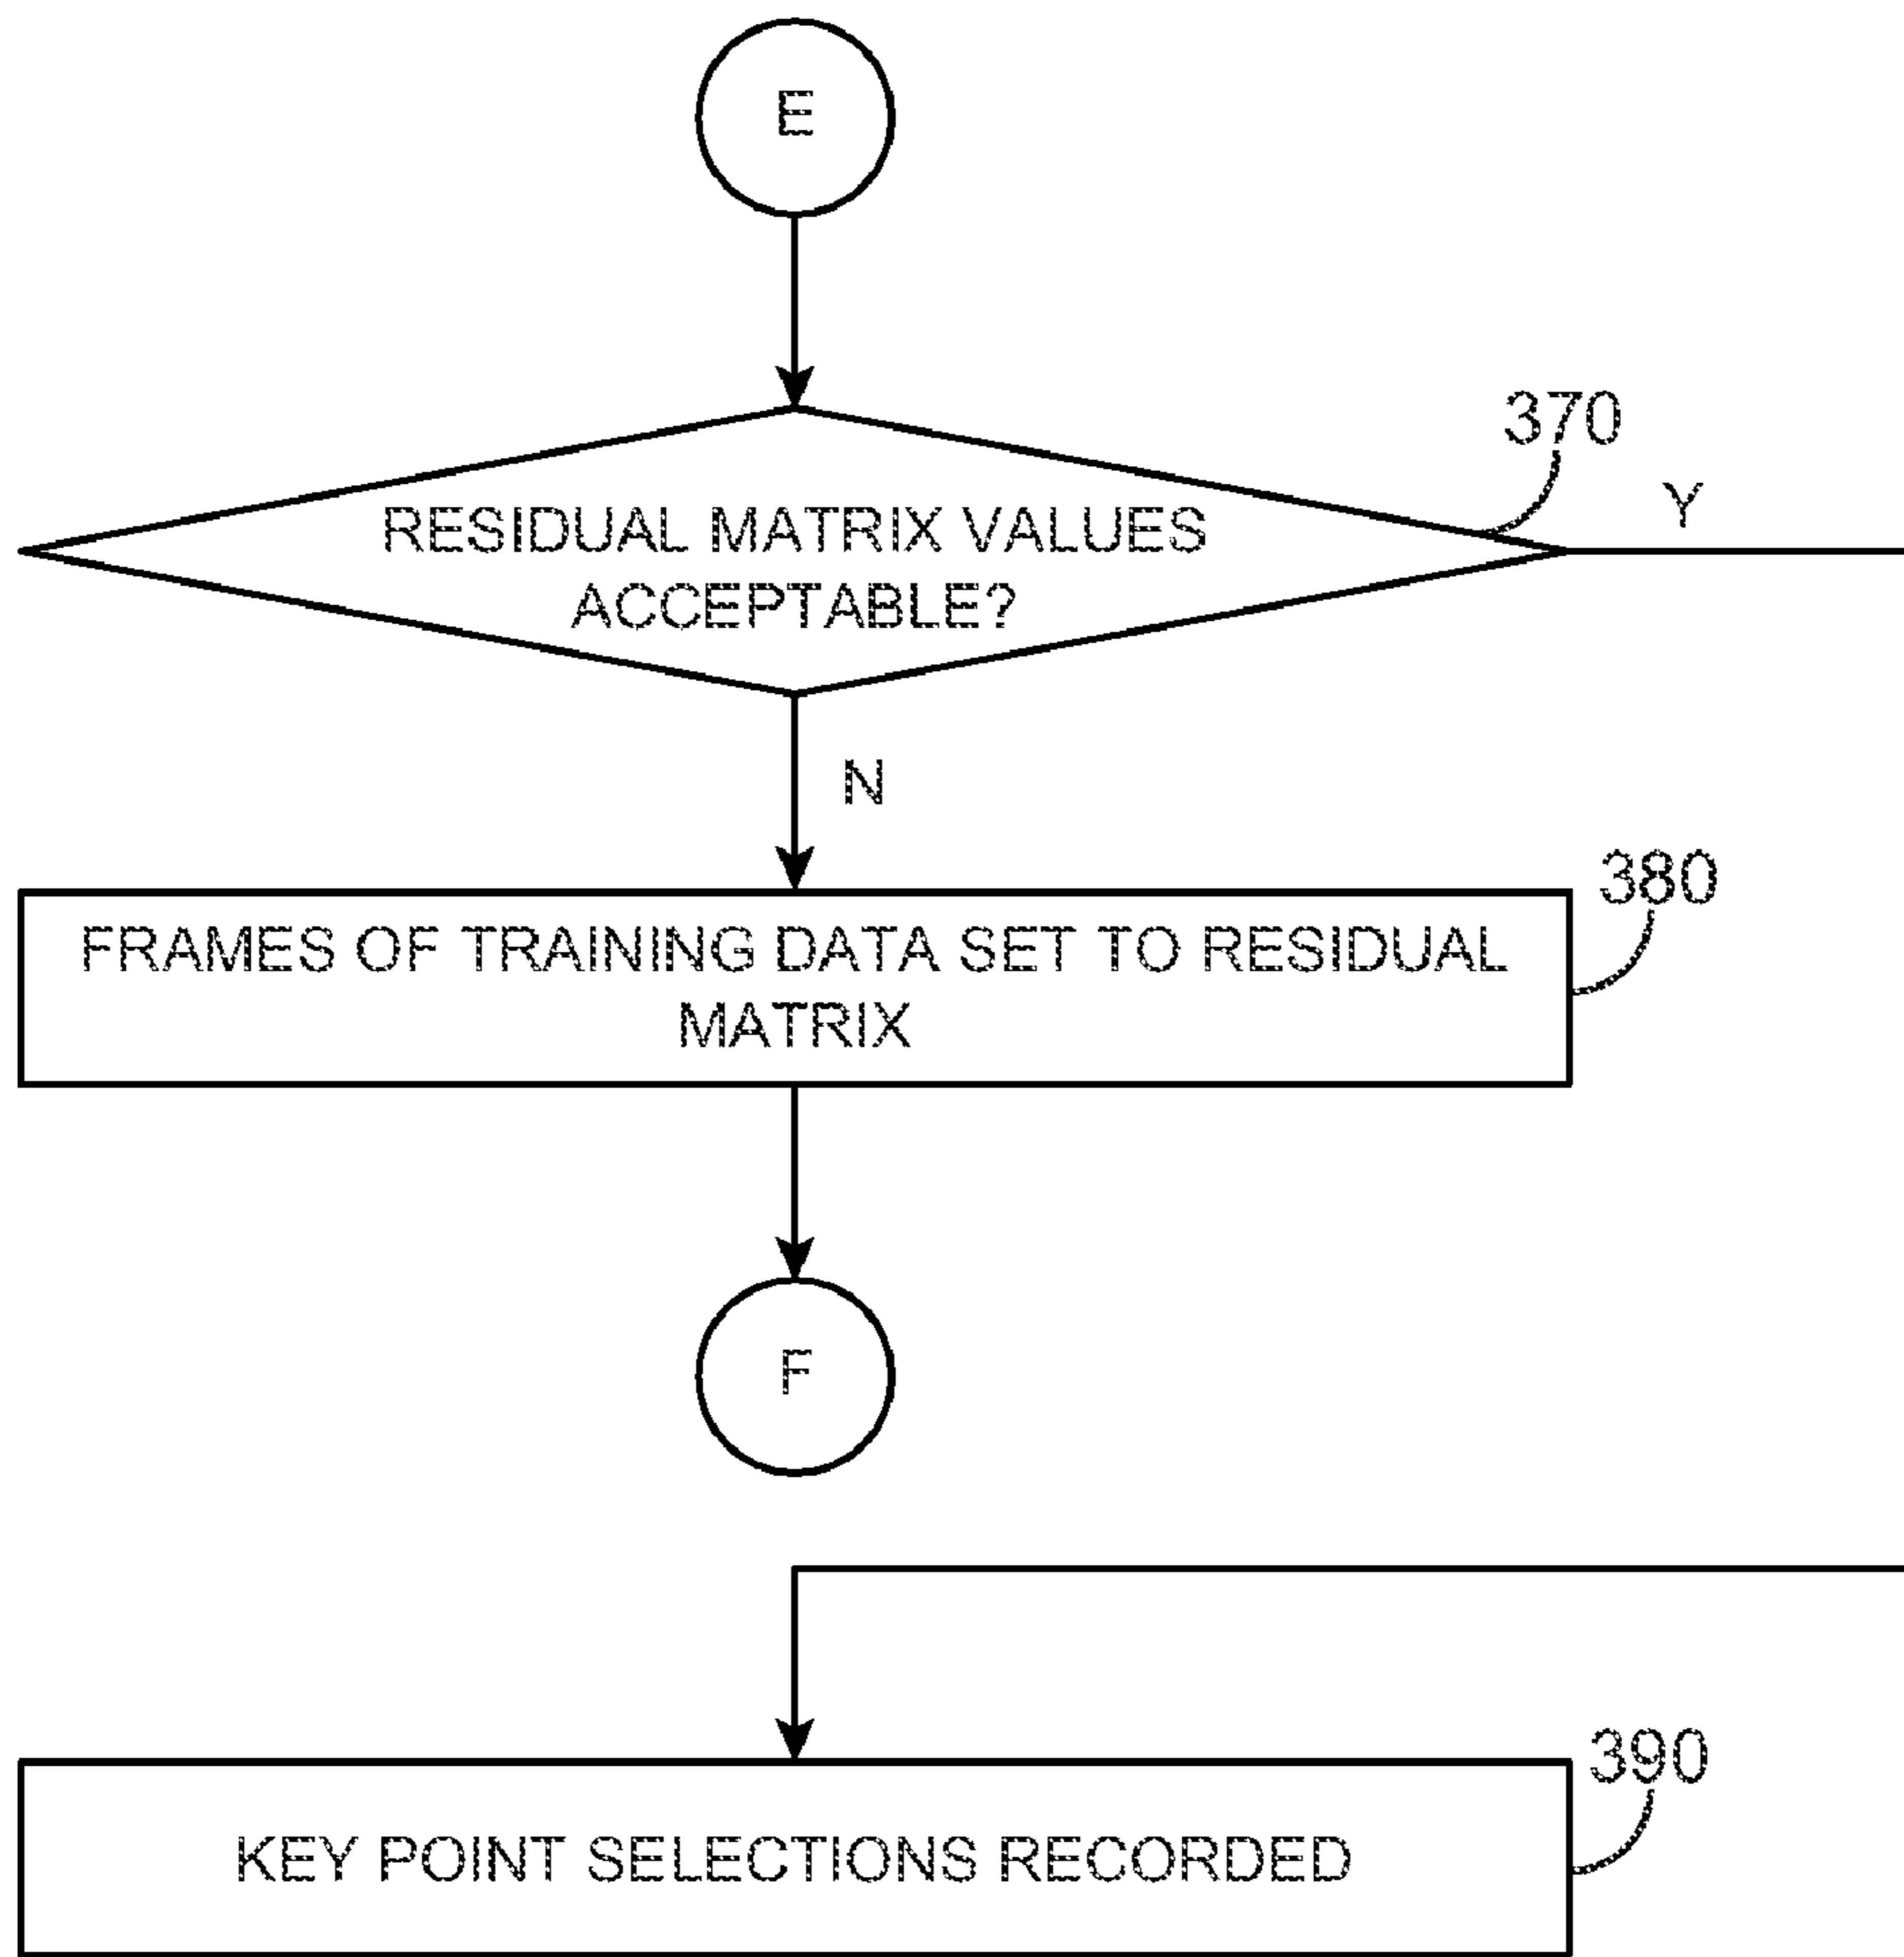 E
370
Y
RESIDUAL MATRIX VALUES
ACCEPTABLE?
N
380
FRAMES OF TRAINING DATA SET TO RESIDUAL
MATRIX
F
390
KEY POINT SELECTIONS RECORDED